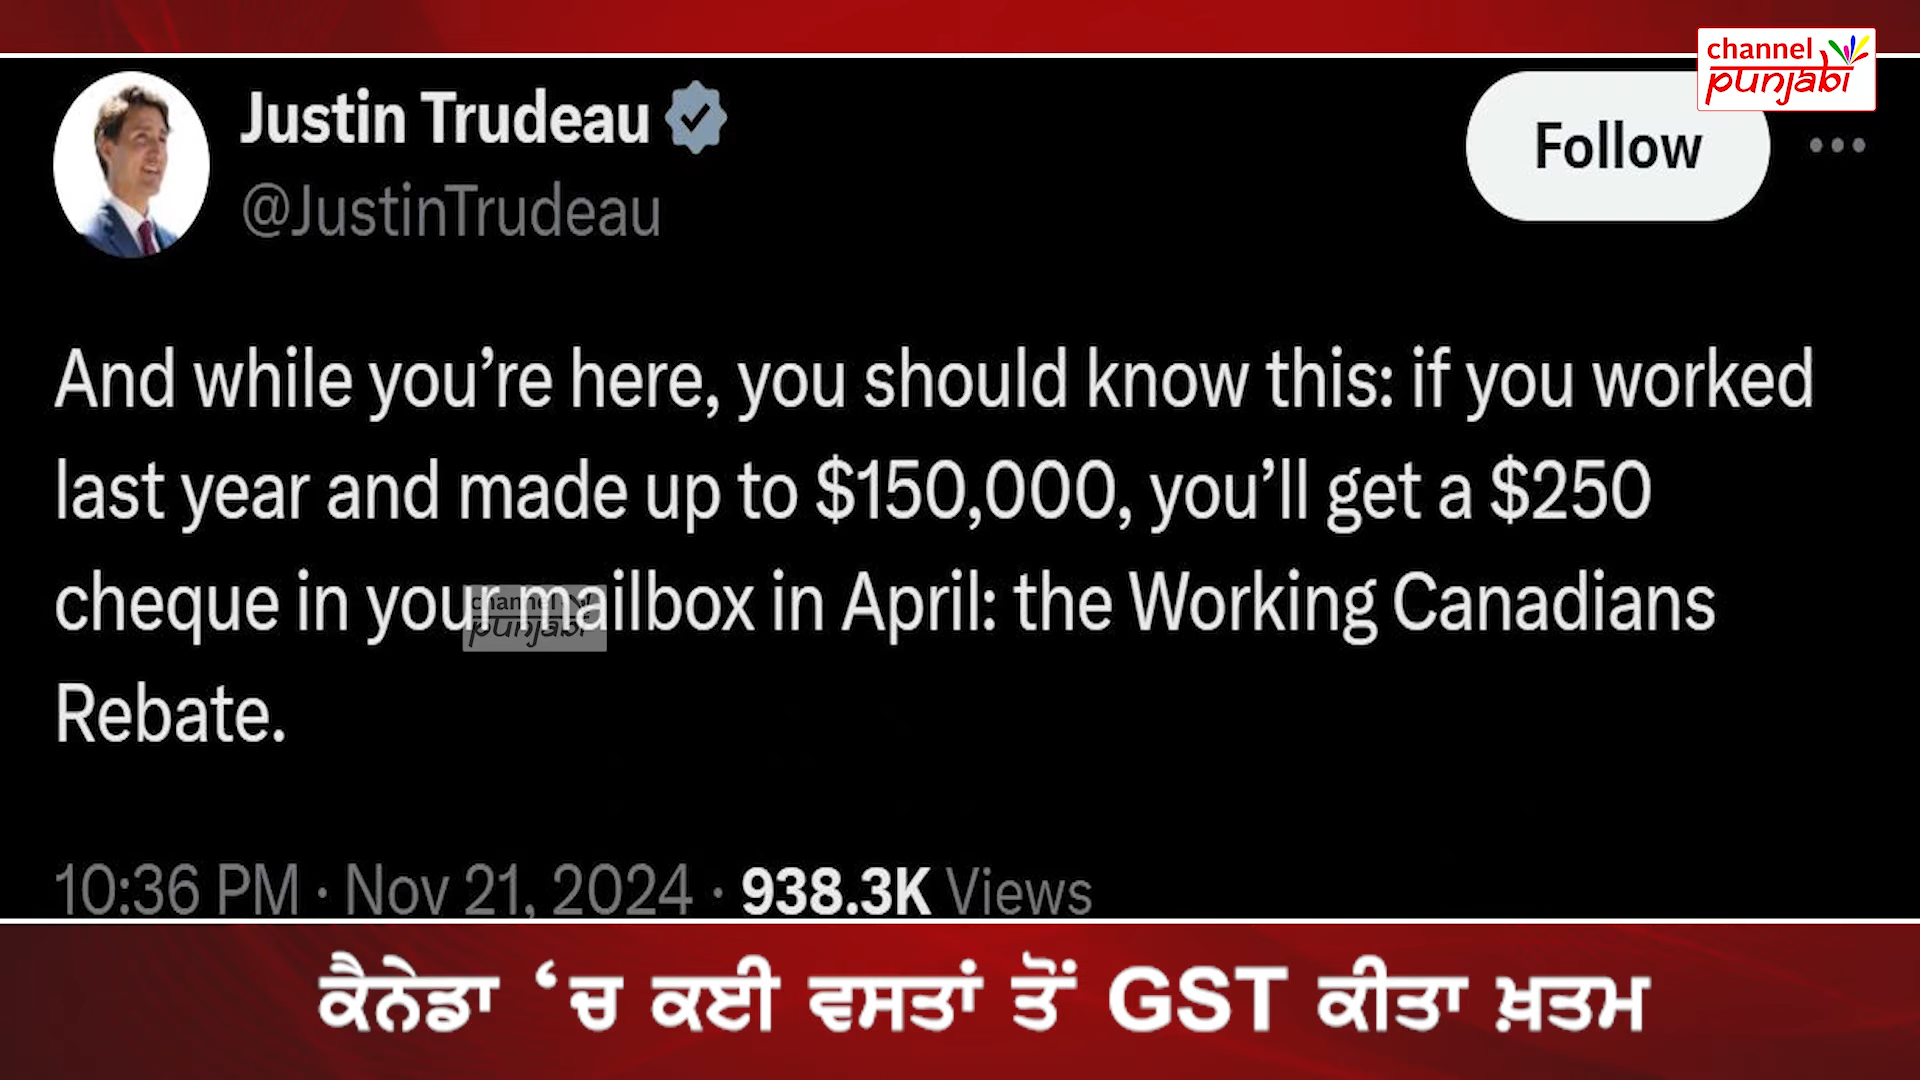 channel
punjabi
Justin Trudeau
@JustinTrudeau
Follow
And while you’re here, you should know this: if you worked
last year and made up to $150,000, you’ll get a $250
cheque in your mailbox in April: the Working Canadians
Rebate.
channel
punjabi
10:36 PM · Nov 21, 2024 · 938.3K Views
ਕੈਨੇਡਾ ‘ਚ ਕਈ ਵਸਤਾਂ ਤੋਂ GST ਕੀਤਾ ਖ਼ਤਮ